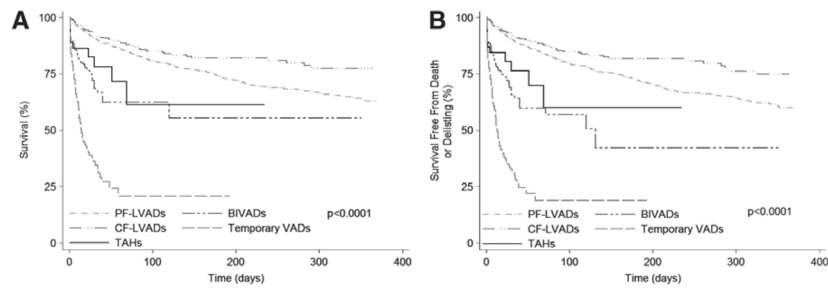 A
100
75
50
25
0
Survival (%)
PF-LVADs
BIVADs
CF-LVADs
Temporary VADs
TAHs
p<0.0001
0 100 200 300 400
Time (days)
B
100
75
50
25
0
Survival Free From Death
or Delisting (%)
PF-LVADs
BIVADs
CF-LVADs
Temporary VADs
TAHs
p<0.0001
0 100 200 300 400
Time (days)